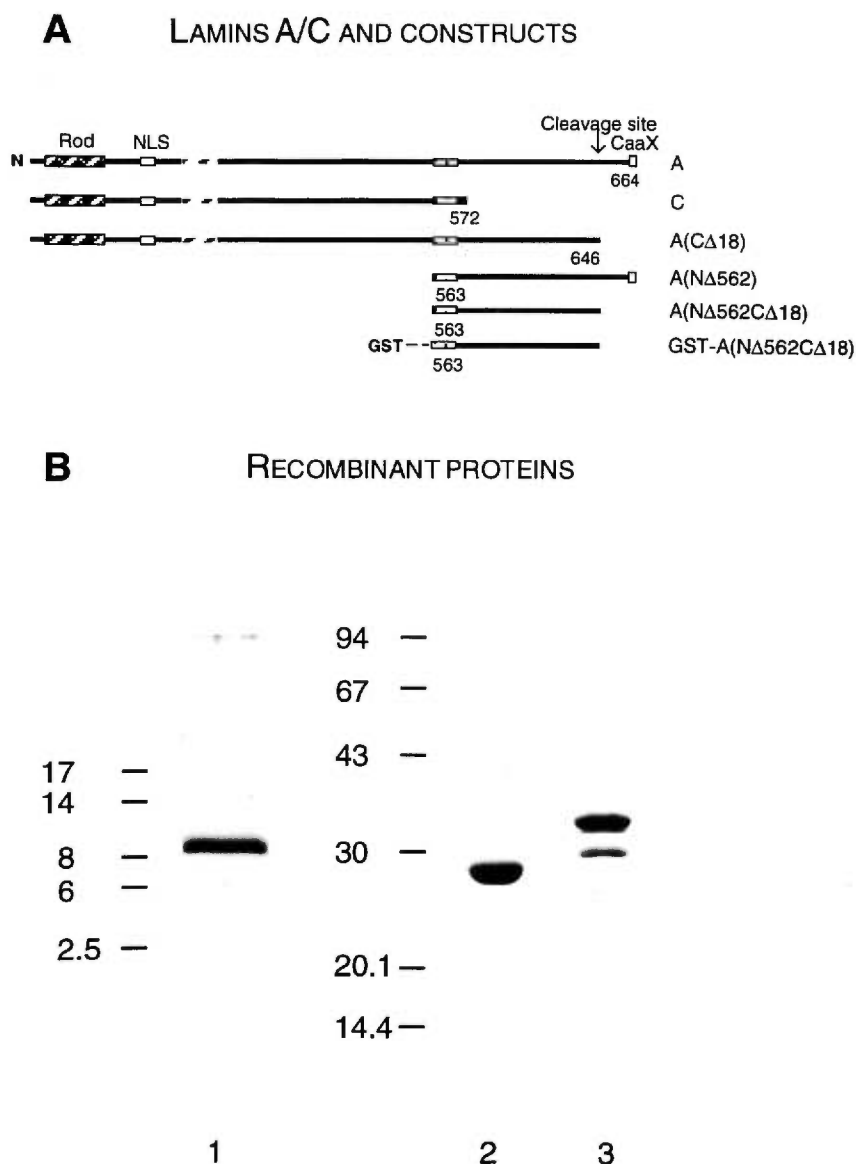 A LAMINS A/C AND CONSTRUCTS
Cleavage site
Rod NLS CaaX
N A
664
C
572
A(CΔ18)
646
A(NΔ562)
563
A(NΔ562CΔ18)
563
GST GST-A(NΔ562CΔ18)
563
B RECOMBINANT PROTEINS
94
67
43
17
14
30
8
6
2.5
20.1
14.4
1 2 3